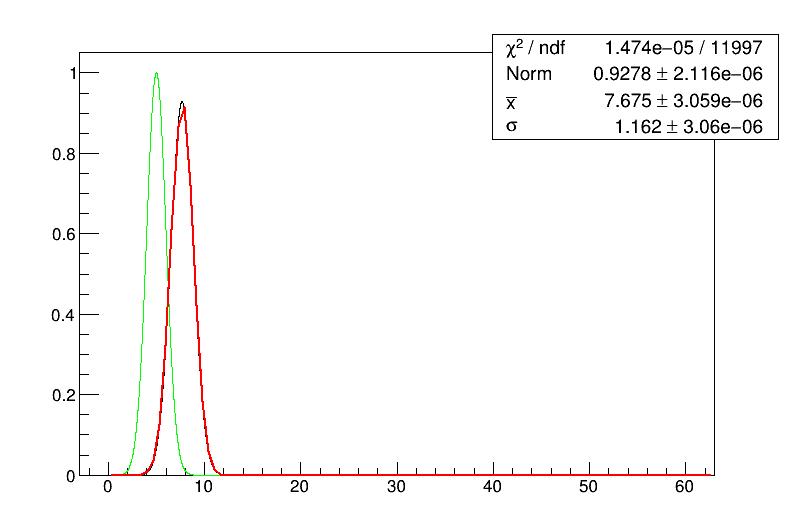 χ² / ndf 1.474e−05 / 11997
Norm 0.9278 ± 2.116e−06
x̅ 7.675 ± 3.059e−06
σ 1.162 ± 3.06e−06
1
0.8
0.6
0.4
0.2
0
0 10 20 30 40 50 60